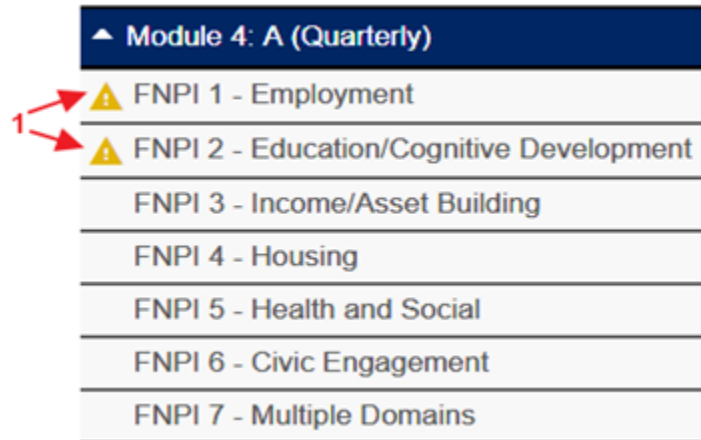 Module 4: A (Quarterly)
FNPI 1 - Employment
1
FNPI 2 - Education/Cognitive Development
FNPI 3 - Income/Asset Building
FNPI 4 - Housing
FNPI 5 - Health and Social
FNPI 6 - Civic Engagement
FNPI 7 - Multiple Domains